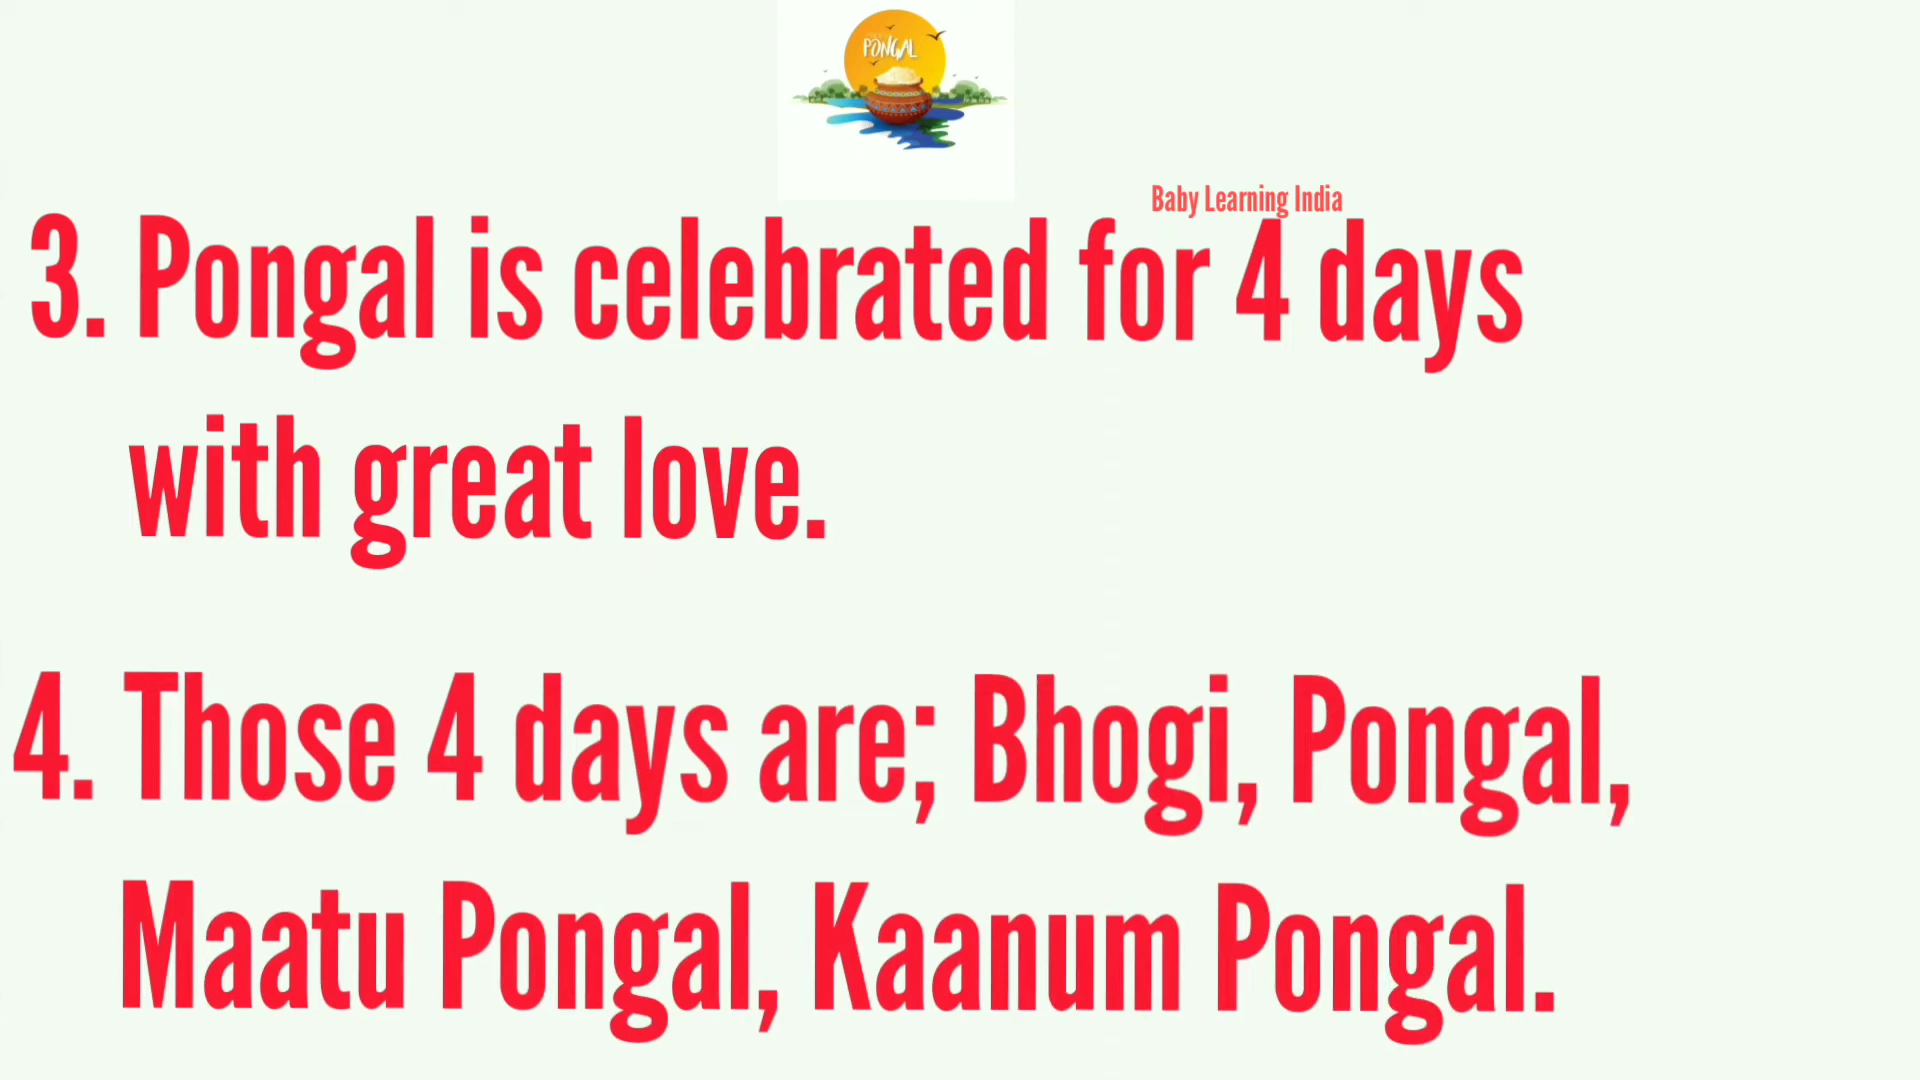 PONGAL
Baby Learning India
3. Pongal is celebrated for 4 days
with great love.
4. Those 4 days are; Bhogi, Pongal,
Maatu Pongal, Kaanum Pongal.